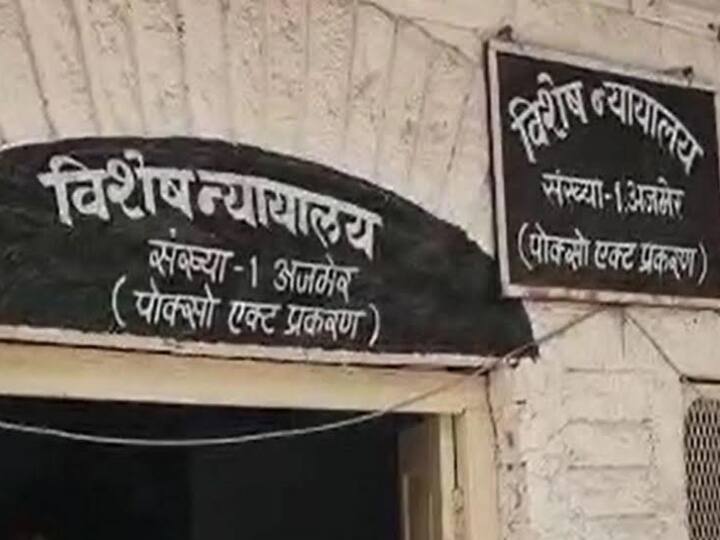 विशेष न्यायालय
संख्या-1 अजमेर
(पोक्सो एक्ट प्रकरण)
विशेष न्यायालय
संख्या-1.अजमेर
(पोक्सो एक्ट प्रकरण)